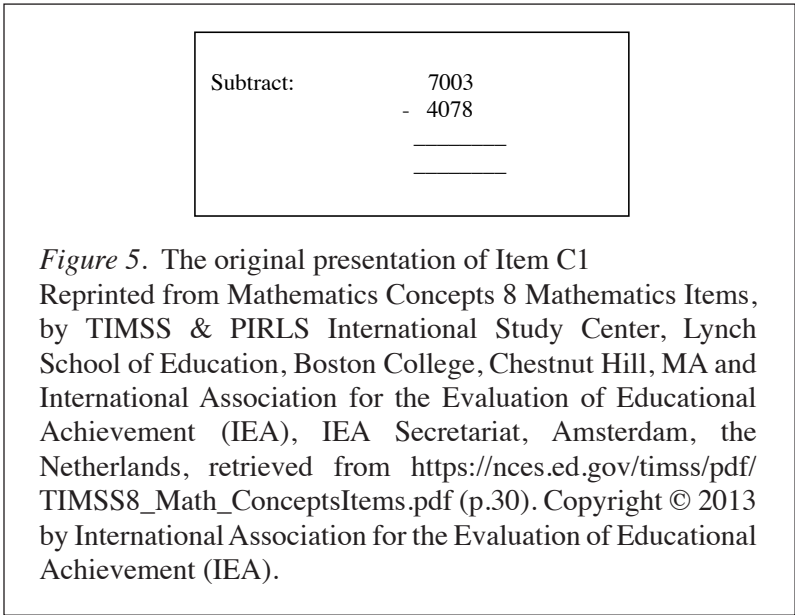 Subtract: 7003
- 4078
________
________
Figure 5. The original presentation of Item C1
Reprinted from Mathematics Concepts 8 Mathematics Items,
by TIMSS & PIRLS International Study Center, Lynch
School of Education, Boston College, Chestnut Hill, MA and
International Association for the Evaluation of Educational
Achievement (IEA), IEA Secretariat, Amsterdam, the
Netherlands, retrieved from https://nces.ed.gov/timss/pdf/
TIMSS8_Math_ConceptsItems.pdf (p.30). Copyright © 2013
by International Association for the Evaluation of Educational
Achievement (IEA).